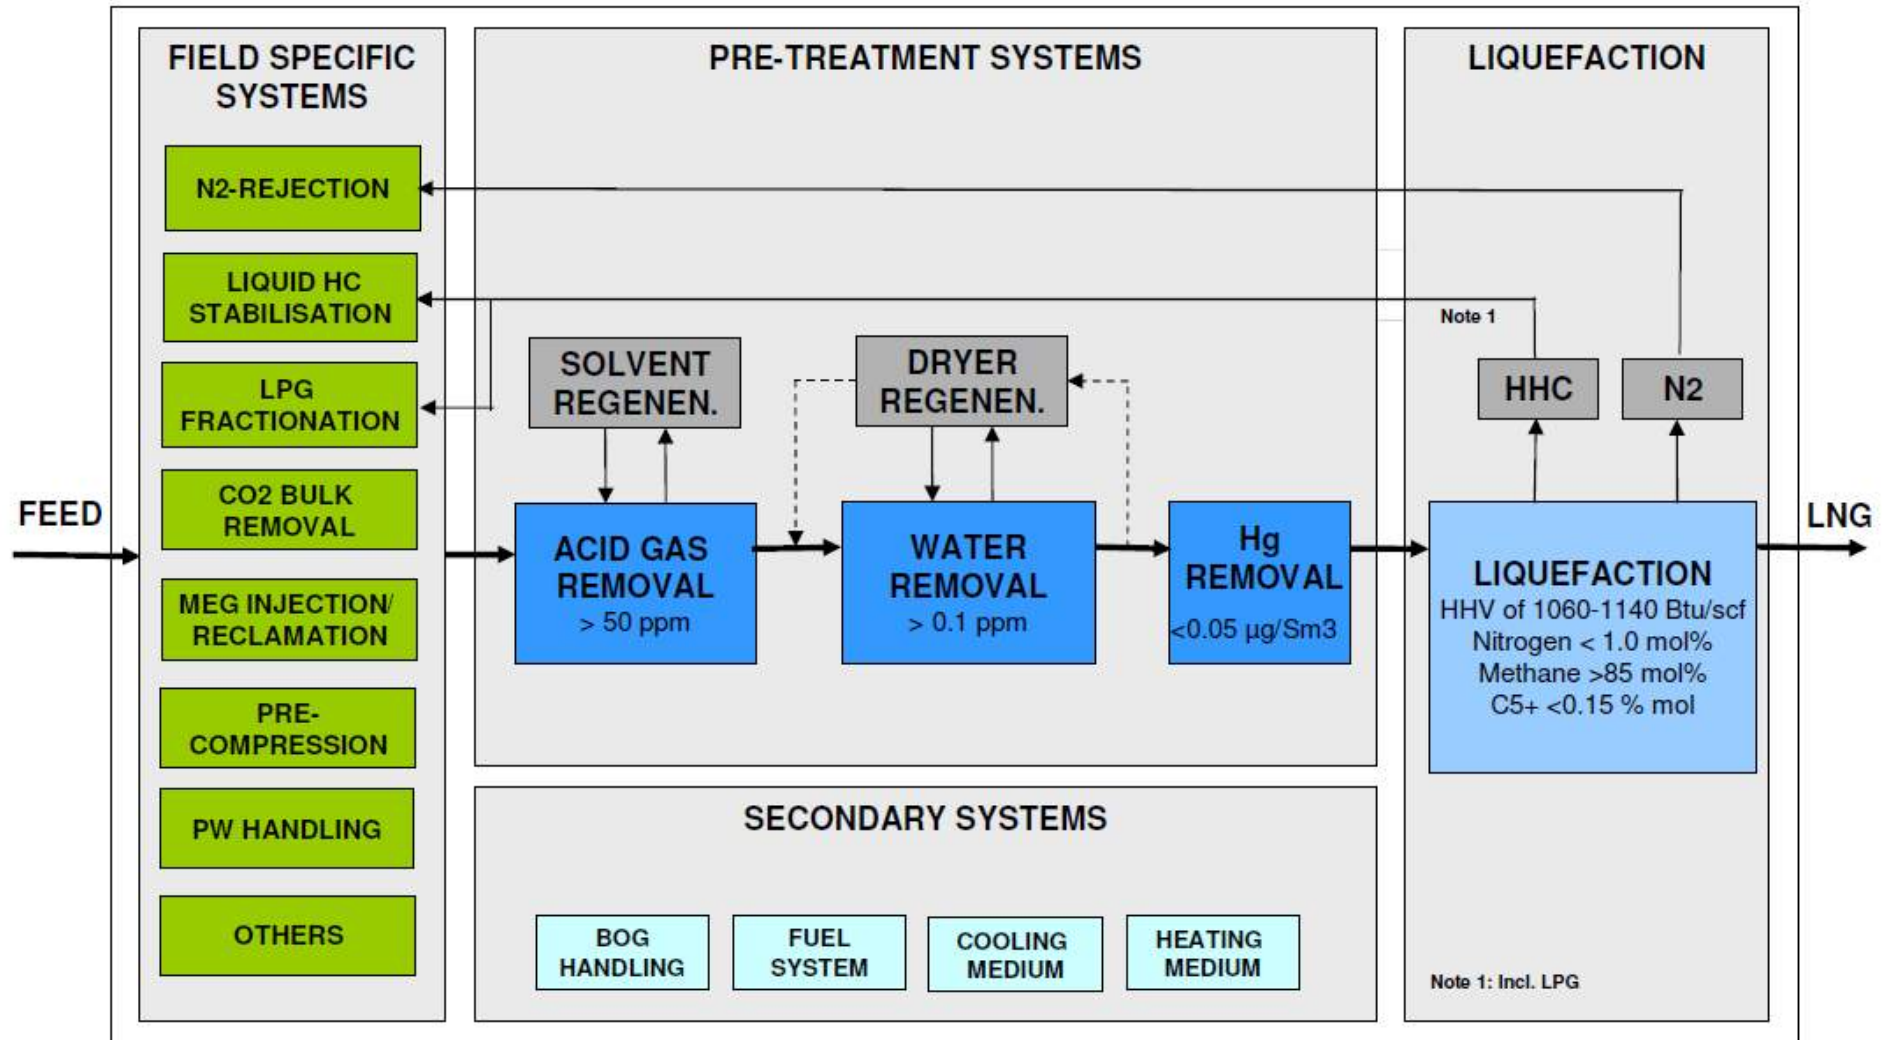 FIELD SPECIFIC
SYSTEMS
N2-REJECTION
LIQUID HC
STABILISATION
LPG
FRACTIONATION
CO2 BULK
REMOVAL
MEG INJECTION/
RECLAMATION
PRE-
COMPRESSION
PW HANDLING
OTHERS
FEED
PRE-TREATMENT SYSTEMS
SOLVENT
REGENEN.
DRYER
REGENEN.
ACID GAS
REMOVAL
> 50 ppm
WATER
REMOVAL
> 0.1 ppm
Hg
REMOVAL
<0.05 µg/Sm3
SECONDARY SYSTEMS
BOG
HANDLING
FUEL
SYSTEM
COOLING
MEDIUM
HEATING
MEDIUM
LIQUEFACTION
Note 1
HHC
N2
LIQUEFACTION
HHV of 1060-1140 Btu/scf
Nitrogen < 1.0 mol%
Methane >85 mol%
C5+ <0.15 % mol
Note 1: Incl. LPG
LNG